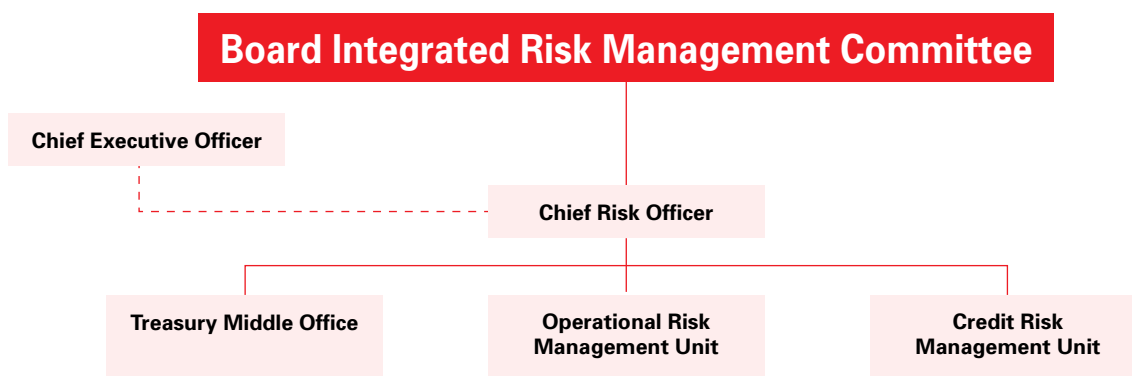 Board Integrated Risk Management Committee
Chief Executive Officer
Chief Risk Officer
Treasury Middle Office
Operational Risk
Management Unit
Credit Risk
Management Unit